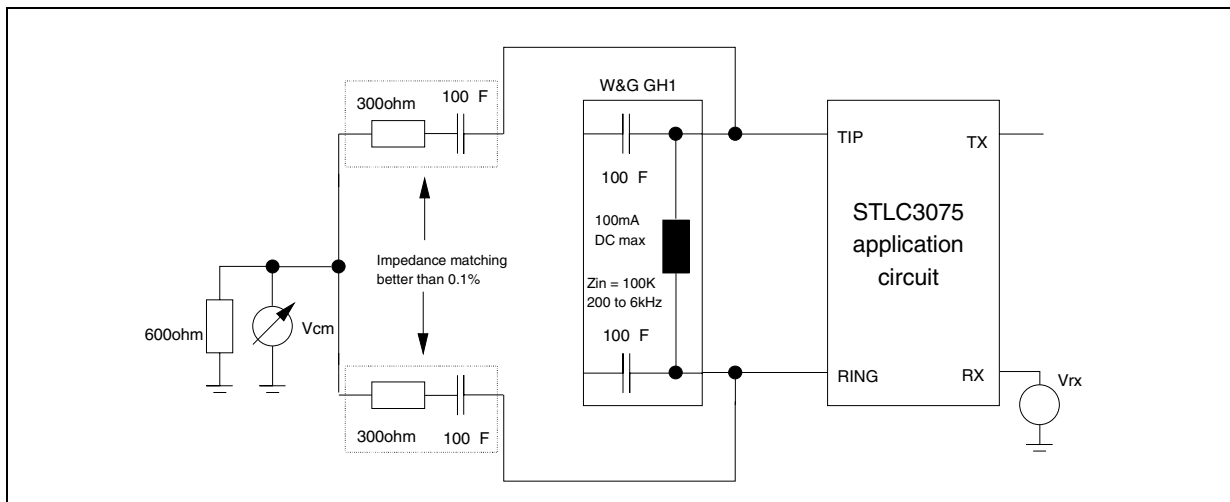 W&G GH1
100 F
300ohm
TIP
TX
100 F
STLC3075
application
circuit
100mA
DC max
Impedance matching
better than 0.1%
Zin = 100K
200 to 6kHz
Vcm
600ohm
100 F
RING
RX
Vrx
300ohm
100 F